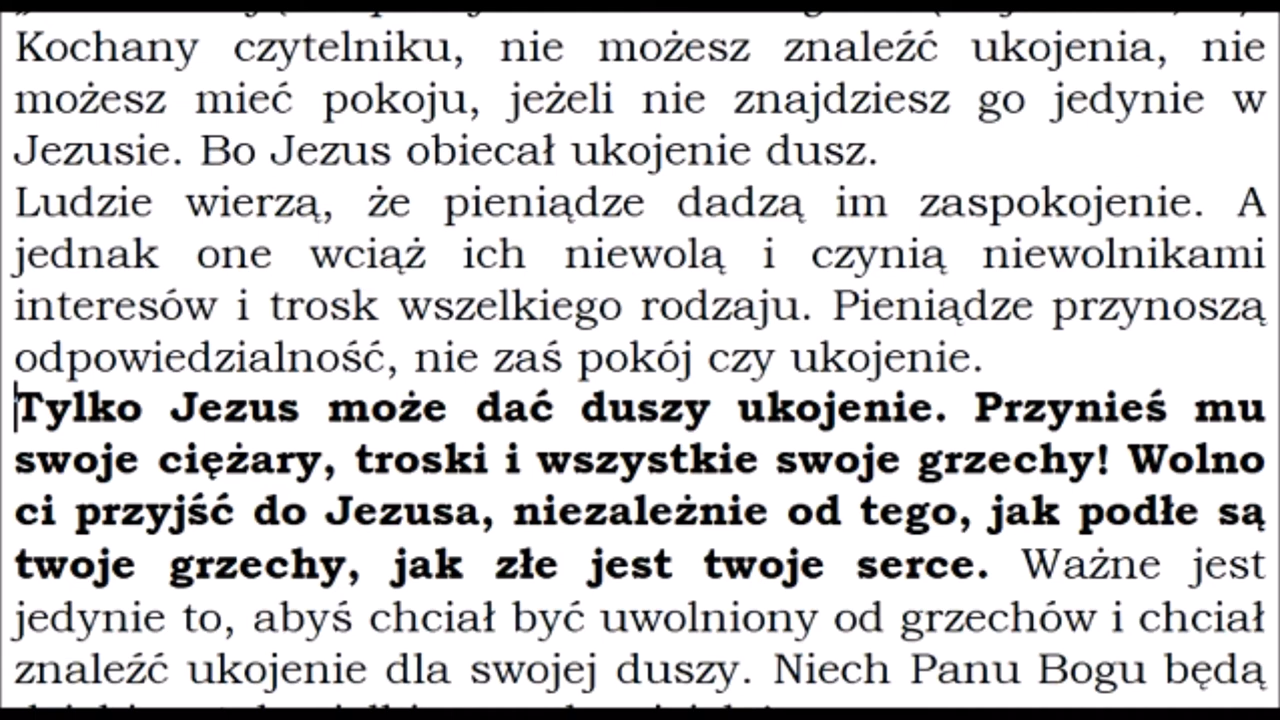 Kochany czytelniku, nie możesz znaleźć ukojenia, nie
możesz mieć pokoju, jeżeli nie znajdziesz go jedynie w
Jezusie. Bo Jezus obiecał ukojenie dusz.
Ludzie wierzą, że pieniądze dadzą im zaspokojenie. A
jednak one wciąż ich niewolą i czynią niewolnikami
interesów i trosk wszelkiego rodzaju. Pieniądze przynoszą
odpowiedzialność, nie zaś pokój czy ukojenie.
Tylko Jezus może dać duszy ukojenie. Przynieś mu
swoje ciężary, troski i wszystkie swoje grzechy! Wolno
ci przyjść do Jezusa, niezależnie od tego, jak podłe są
twoje grzechy, jak złe jest twoje serce. Ważne jest
jedynie to, abyś chciał być uwolniony od grzechów i chciał
znaleźć ukojenie dla swojej duszy. Niech Panu Bogu będą